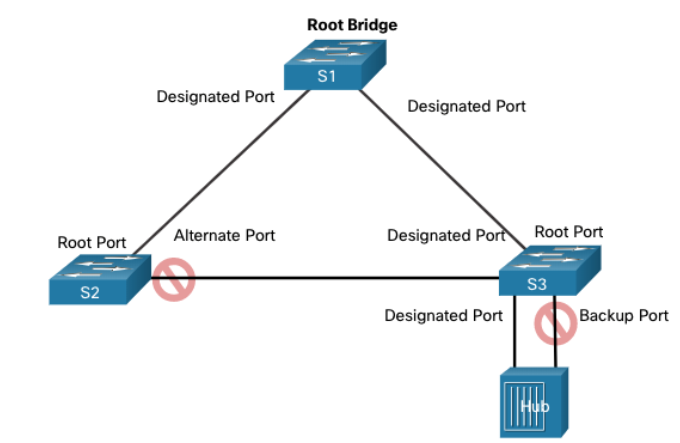 Root Bridge
S1
Designated Port
Designated Port
Root Port
Alternate Port
Designated Port
Root Port
S2
S3
Designated Port
Backup Port
Hub